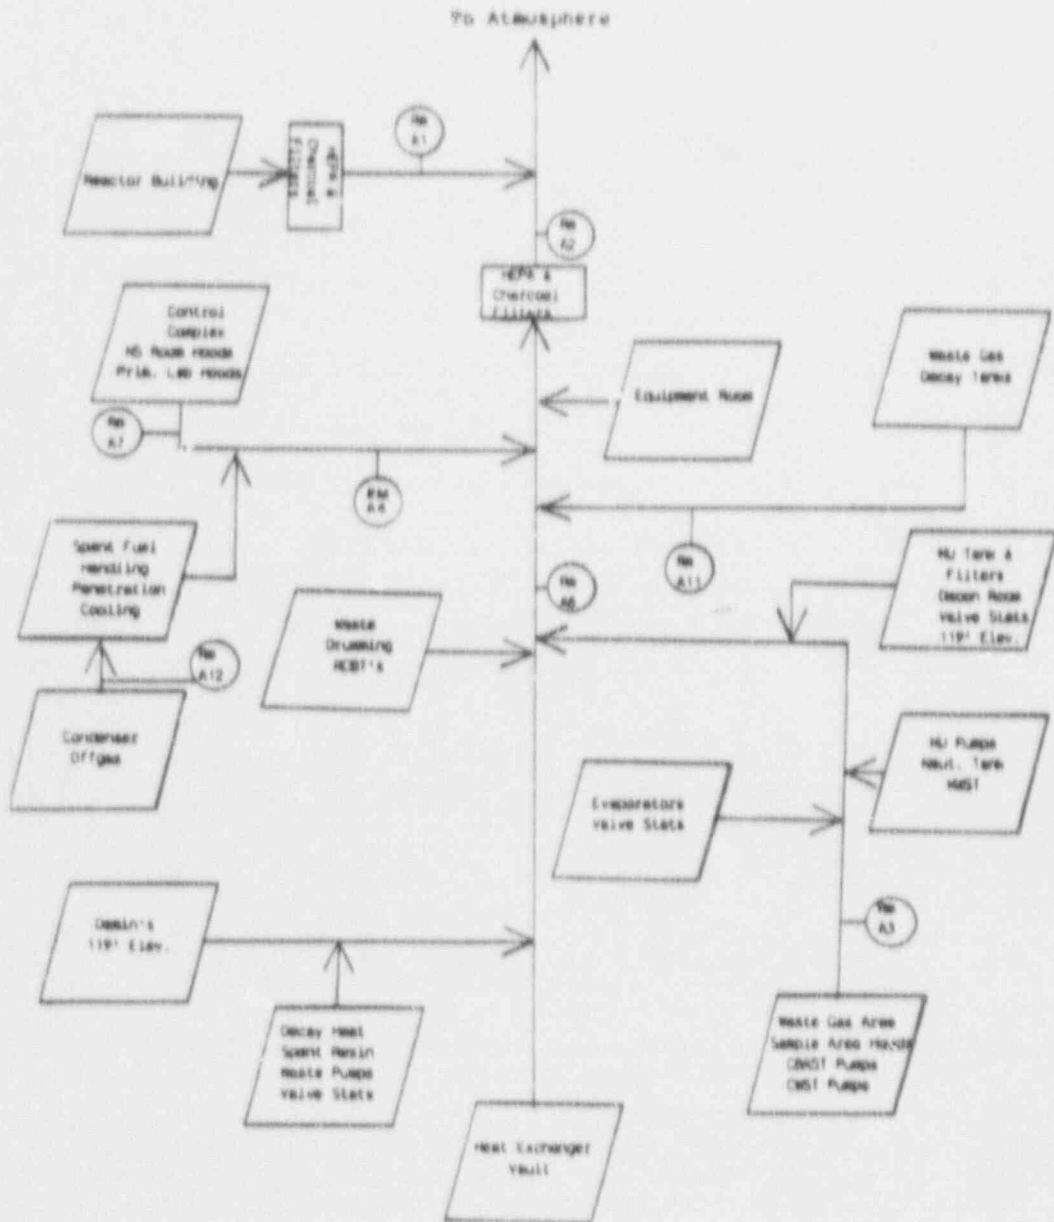 To Atmosphere
RM
A1
Reactor Building
HEPA &
Charcoal
Filters
RM
A2
HEPA &
Charcoal
Filters
Control
Complex
NS Room Hoods
Prim. Lab Hoods
Equipment Room
Waste Gas
Decay Tanks
RM
A7
RM
A4
Spent Fuel
Handling
Penetration
Cooling
RM
A11
RM
A8
MU Tank &
Filters
Decon Room
Valve Stats
119' Elev.
Waste
Drumming
RCBT's
RM
A12
Condenser
Offgas
MU Pumps
Neut. Tank
Evaporators
Valve Stats
RM
A3
Demin's
119' Elev.
Decay Heat
Spent Resin
Waste Pumps
Valve Stats
Waste Gas Area
Sample Area Hoods
CBAST Pumps
CWST Pumps
Heat Exchanger
Vault